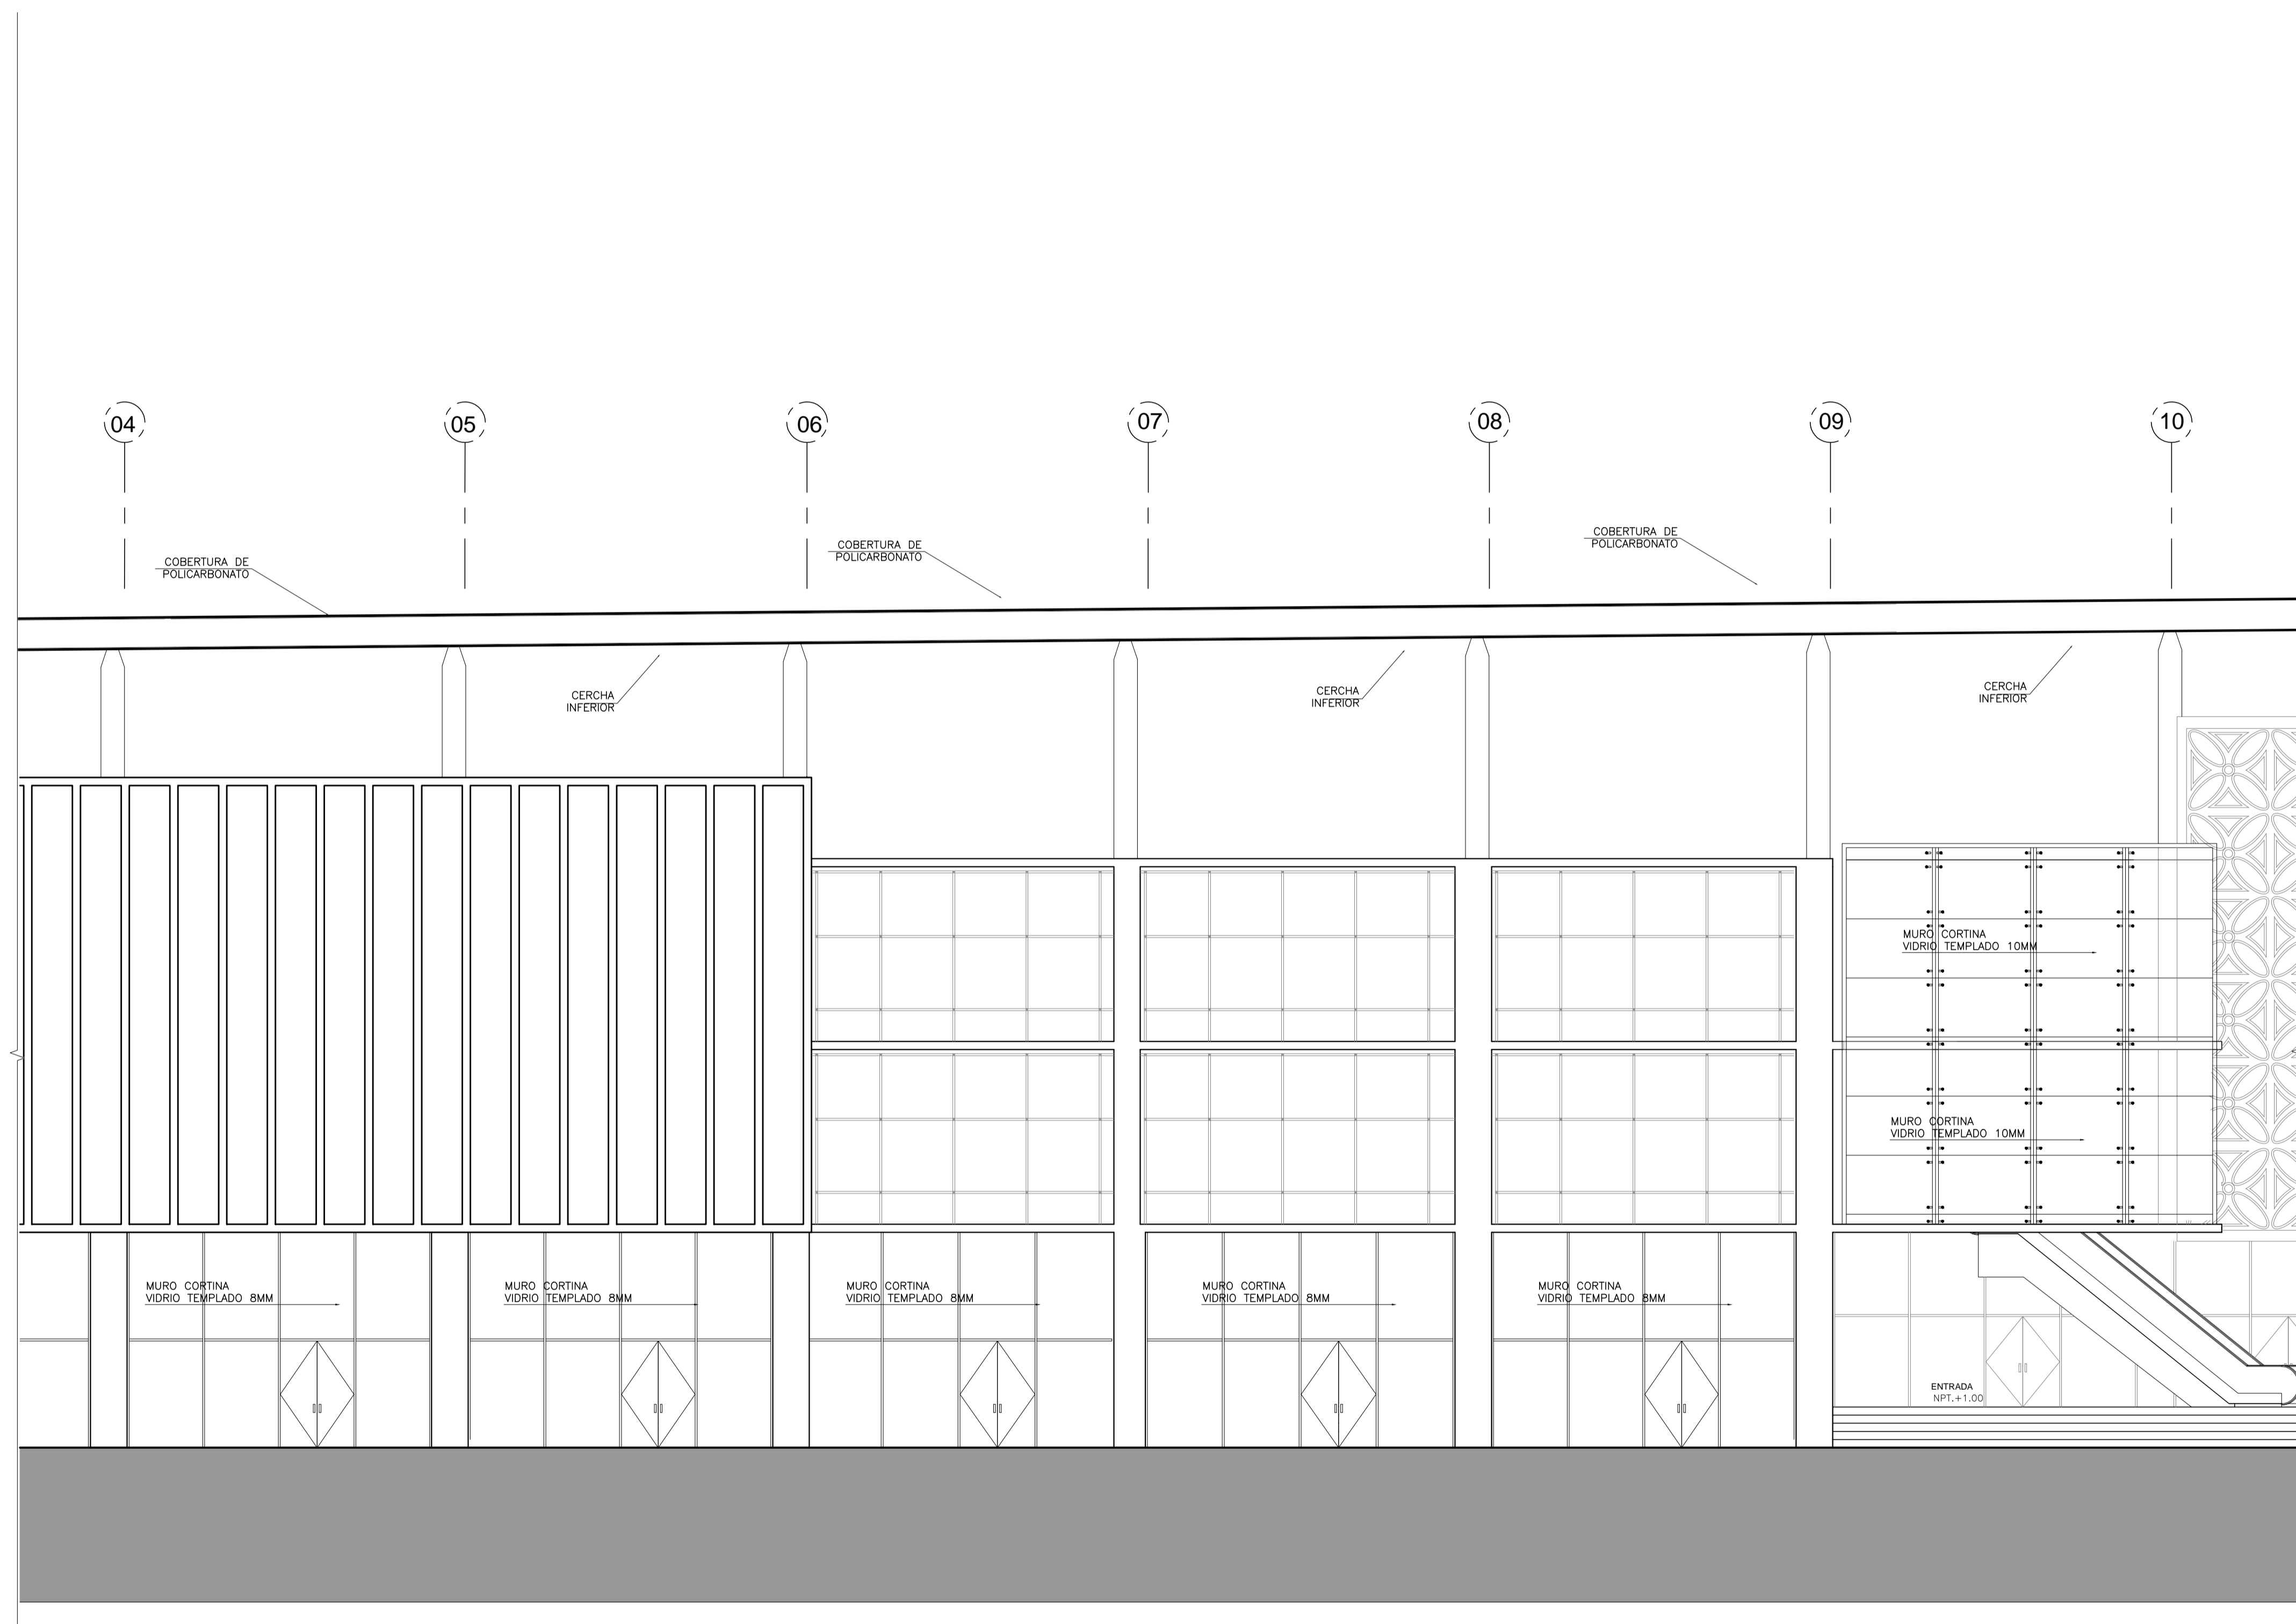 04
05
06
07
08
09
10
COBERTURA DE
POLICARBONATO
COBERTURA DE
POLICARBONATO
COBERTURA DE
POLICARBONATO
CERCHA
INFERIOR
CERCHA
INFERIOR
CERCHA
INFERIOR
MURO CORTINA
VIDRIO TEMPLADO 10MM
MURO CORTINA
VIDRIO TEMPLADO 10MM
MURO CORTINA
VIDRIO TEMPLADO 8MM
MURO CORTINA
VIDRIO TEMPLADO 8MM
MURO CORTINA
VIDRIO TEMPLADO 8MM
MURO CORTINA
VIDRIO TEMPLADO 8MM
MURO CORTINA
VIDRIO TEMPLADO 8MM
ENTRADA
NPT.+1.00